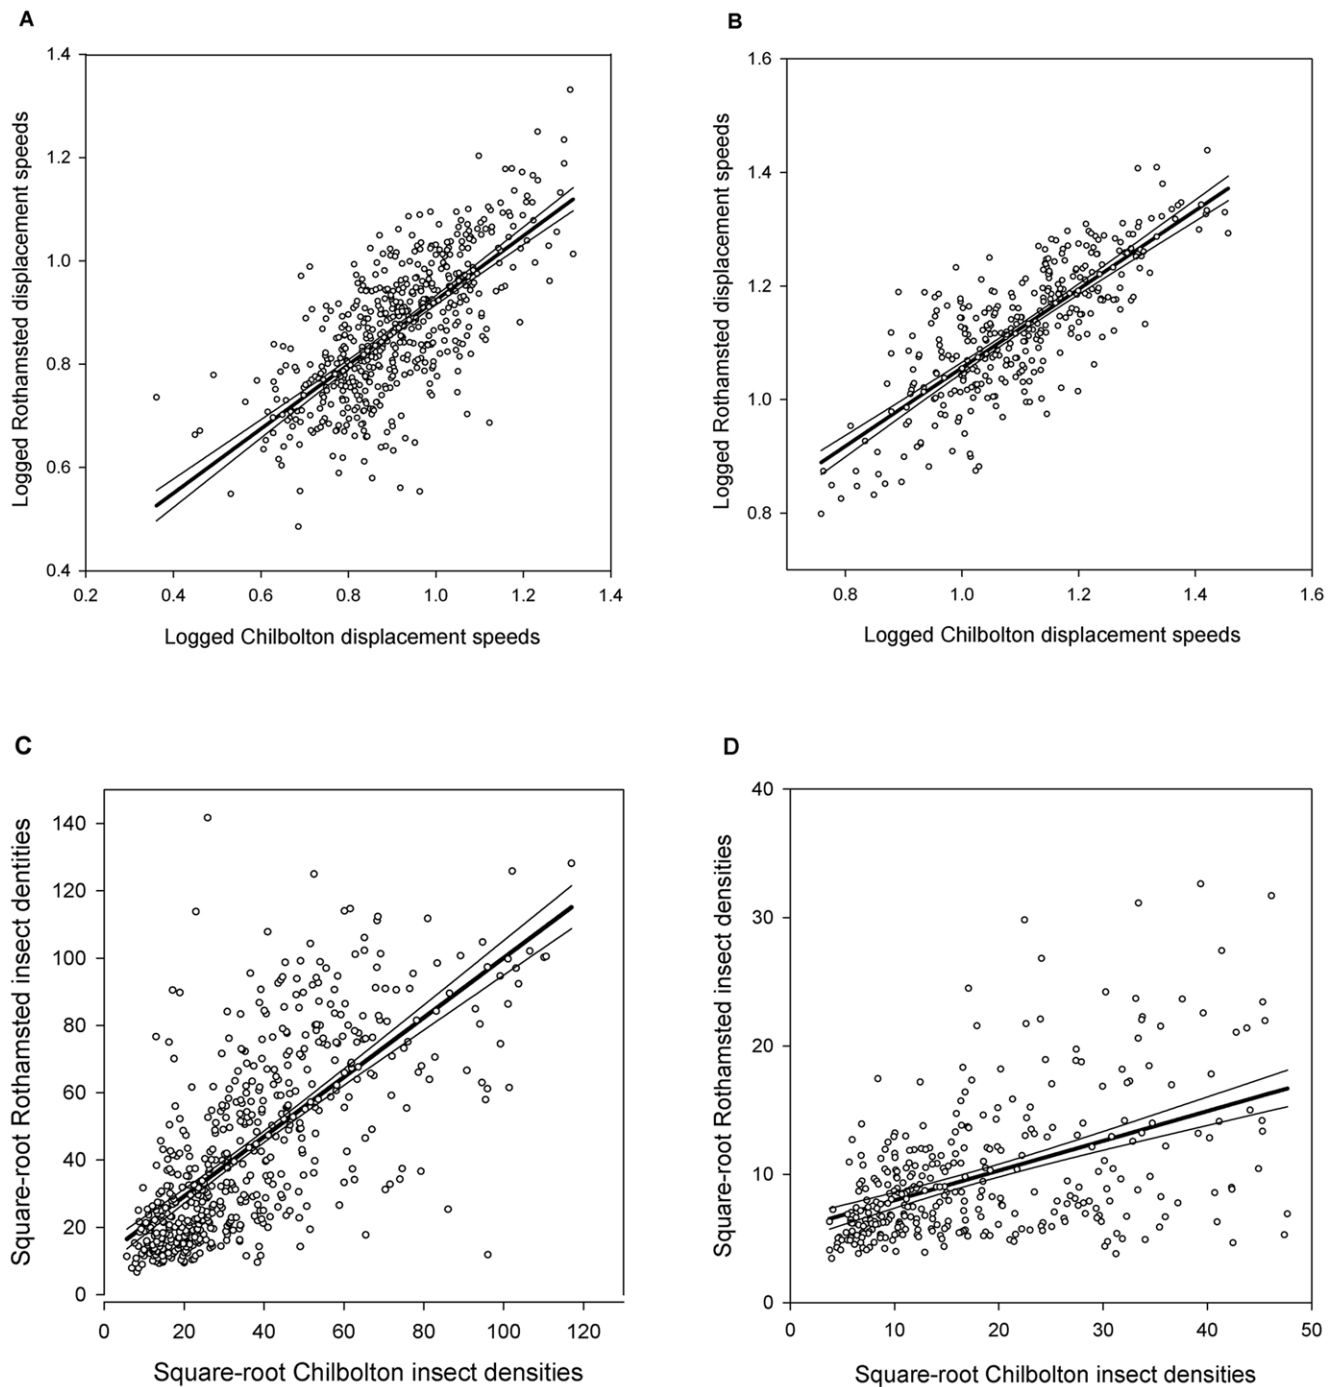 A
1.4
1.2
1.0
0.8
0.6
0.4
0.2 0.4 0.6 0.8 1.0 1.2 1.4
Logged Rothamsted displacement speeds
Logged Chilbolton displacement speeds
B
1.6
1.4
1.2
1.0
0.8
0.8 1.0 1.2 1.4 1.6
Logged Rothamsted displacement speeds
Logged Chilbolton displacement speeds
C
140
120
100
80
60
40
20
0
0 20 40 60 80 100 120
Square-root Rothamsted insect dentities
Square-root Chilbolton insect densities
D
40
30
20
10
0
0 10 20 30 40 50
Square-root Rothamsted insect densities
Square-root Chilbolton insect densities